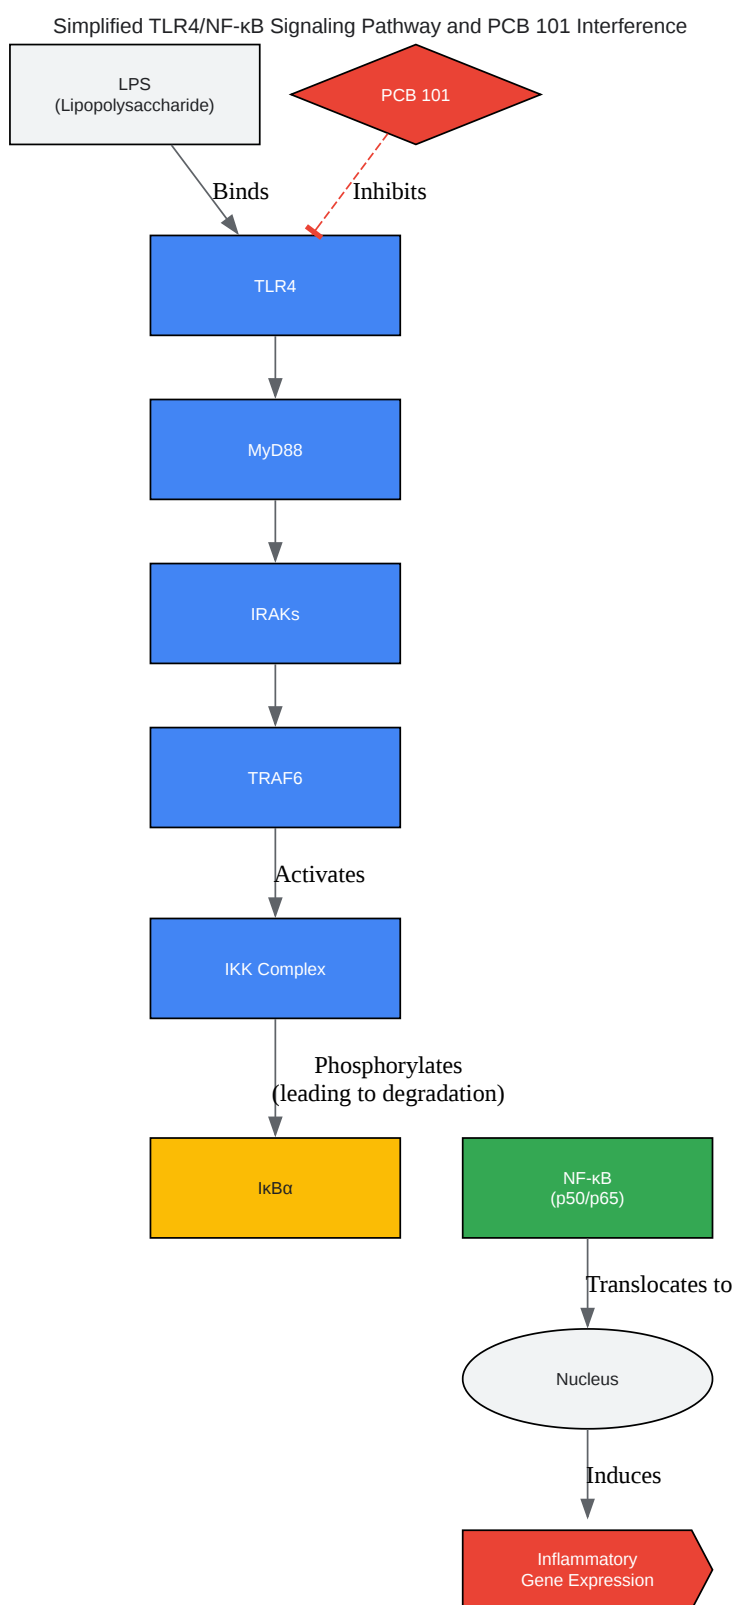 Simplified TLR4/NF-κB Signaling Pathway and PCB 101 Interference
LPS
(Lipopolysaccharide)
PCB 101
Binds
Inhibits
TLR4
MyD88
IRAKs
TRAF6
Activates
IKK Complex
Phosphorylates
(leading to degradation)
IκBα
NF-κB
(p50/p65)
Translocates to
Nucleus
Induces
Inflammatory
Gene Expression